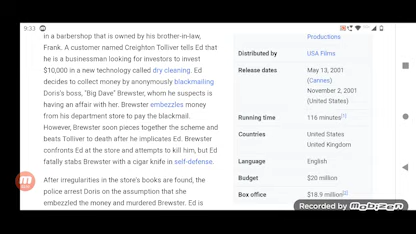 9:33
in a barbershop that is owned by his brother-in-law,
Frank. A customer named Creighton Tolliver tells Ed that
he is a businessman looking for investors to invest
$10,000 in a new technology called dry cleaning. Ed
decides to collect money by anonymously blackmailing
Doris's boss, "Big Dave" Brewster, whom he suspects is
having an affair with her. Brewster embezzles money
from his department store to pay the blackmail.
However, Brewster soon pieces together the scheme and
beats Tolliver to death after he implicates Ed. Brewster
confronts Ed at the store and attempts to kill him, but Ed
fatally stabs Brewster with a cigar knife in self-defense.
After irregularities in the store's books are found, the
police arrest Doris on the assumption that she
embezzled the money and murdered Brewster. Ed is
Productions
Distributed by USA Films
Release dates May 13, 2001
(Cannes)
November 2, 2001
(United States)
Running time 116 minutes[1]
Countries United States
United Kingdom
Language English
Budget $20 million
Box office $18.9 million[2]
Recorded by Mobizen